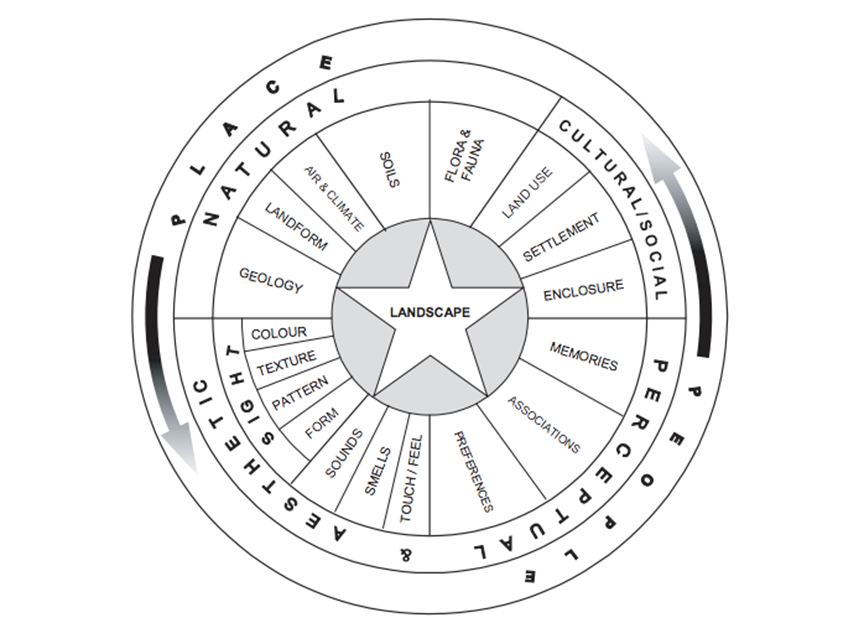 PLACE
NATURAL
CULTURAL/SOCIAL
GEOLOGY
LANDFORM
AIR & CLIMATE
SOILS
FLORA &
FAUNA
LAND USE
SETTLEMENT
ENCLOSURE
LANDSCAPE
MEMORIES
ASSOCIATIONS
PREFERENCES
TOUCH / FEEL
SMELLS
SOUNDS
FORM
PATTERN
TEXTURE
COLOUR
SIGHT
AESTHETIC & PERCEPTUAL
PEOPLE